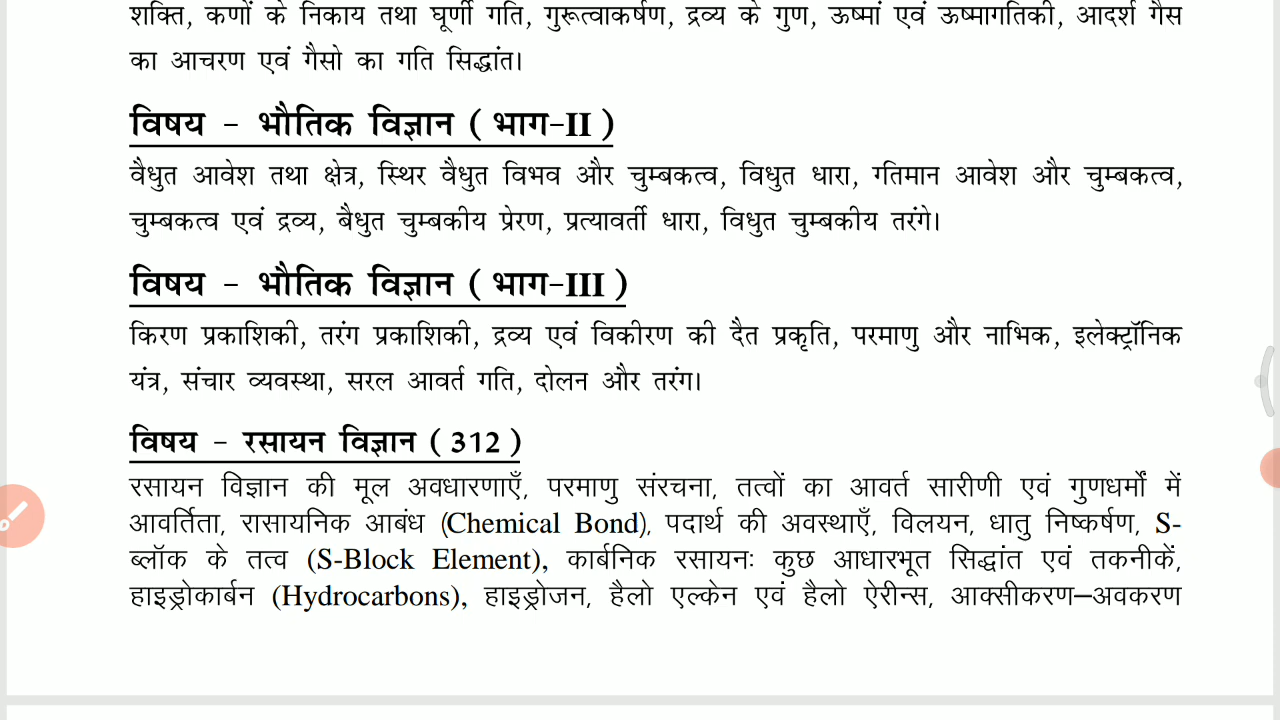 शक्ति, कणों के निकाय तथा घूर्णी गति, गुरूत्वाकर्षण, द्रव्य के गुण, ऊष्मां एवं ऊष्मागतिकी, आदर्श गैस
का आचरण एवं गैसो का गति सिद्धांत।
विषय - भौतिक विज्ञान ( भाग-II )
वैधुत आवेश तथा क्षेत्र, स्थिर वैधुत विभव और चुम्बकत्व, विधुत धारा, गतिमान आवेश और चुम्बकत्व,
चुम्बकत्व एवं द्रव्य, बैधुत चुम्बकीय प्रेरण, प्रत्यावर्ती धारा, विधुत चुम्बकीय तरंगे।
विषय - भौतिक विज्ञान ( भाग-III )
किरण प्रकाशिकी, तरंग प्रकाशिकी, द्रव्य एवं विकीरण की दैत प्रकृति, परमाणु और नाभिक, इलेक्ट्रॉनिक
यंत्र, संचार व्यवस्था, सरल आवर्त गति, दोलन और तरंग।
विषय - रसायन विज्ञान ( 312 )
रसायन विज्ञान की मूल अवधारणाएँ, परमाणु संरचना, तत्वों का आवर्त सारीणी एवं गुणधर्मों में
आवर्तिता, रासायनिक आबंध (Chemical Bond), पदार्थ की अवस्थाएँ, विलयन, धातु निष्कर्षण, S-
ब्लॉक के तत्व (S-Block Element), कार्बनिक रसायनः कुछ आधारभूत सिद्धांत एवं तकनीकें,
हाइड्रोकार्बन (Hydrocarbons), हाइड्रोजन, हैलो एल्केन एवं हैलो ऐरीन्स, आक्सीकरण–अवकरण